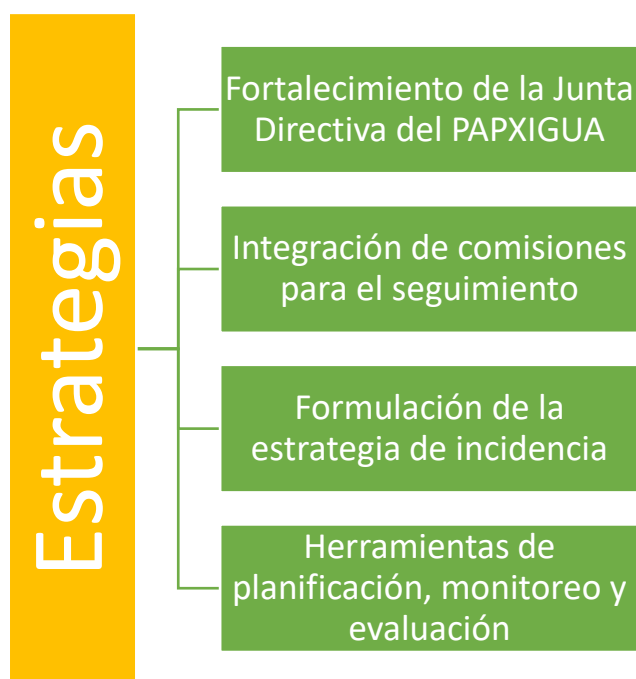 Estrategias
Fortalecimiento de la Junta
Directiva del PAPXIGUA
Integración de comisiones
para el seguimiento
Formulación de la
estrategia de incidencia
Herramientas de
planificación, monitoreo y
evaluación